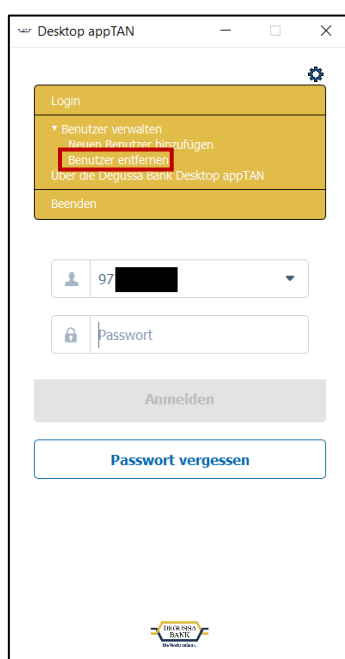 Desktop appTAN
Login
Benutzer verwalten
Neuen Benutzer hinzufügen
Benutzer entfernen
Über die Degussa Bank Desktop appTAN
Beenden
97
Passwort
Anmelden
Passwort vergessen
DEGUSSA
BANK